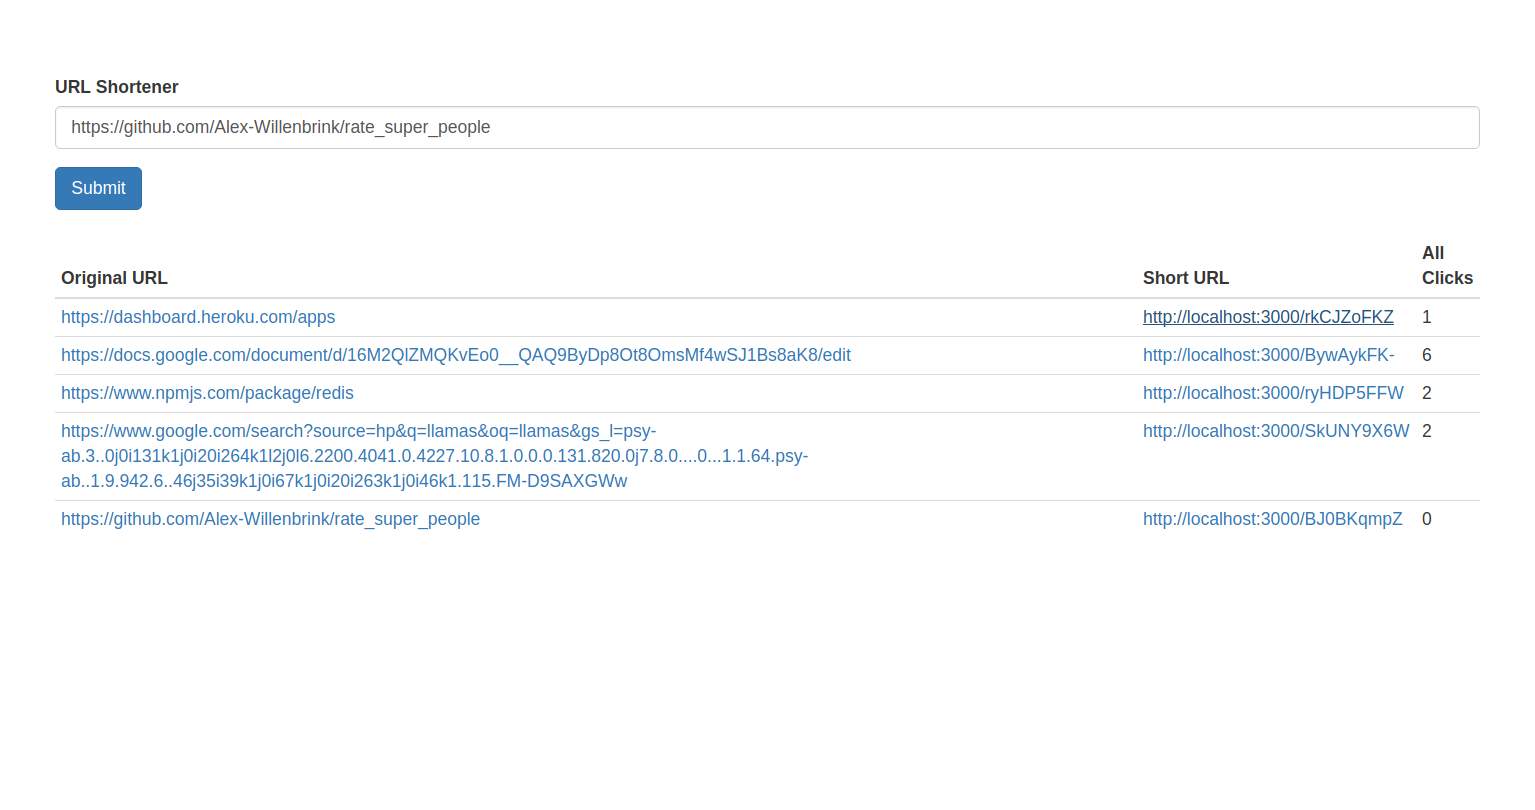 URL Shortener
https://github.com/Alex-Willenbrink/rate_super_people
Submit
All
Original URL Short URL Clicks
https://dashboard.heroku.com/apps http://localhost:3000/rkCJZoFKZ 1
https://docs.google.com/document/d/16M2QlZMQKvEo0__QAQ9ByDp8Ot8OmsMf4wSJ1Bs8aK8/edit http://localhost:3000/BywAykFK- 6
https://www.npmjs.com/package/redis http://localhost:3000/ryHDP5FFW 2
https://www.google.com/search?source=hp&q=llamas&oq=llamas&gs_l=psy- http://localhost:3000/SkUNY9X6W 2
ab.3..0j0i131k1j0i20i264k1l2j0l6.2200.4041.0.4227.10.8.1.0.0.0.131.820.0j7.8.0....0...1.1.64.psy-
ab..1.9.942.6..46j35i39k1j0i67k1j0i20i263k1j0i46k1.115.FM-D9SAXGWw
https://github.com/Alex-Willenbrink/rate_super_people http://localhost:3000/BJ0BKqmpZ 0